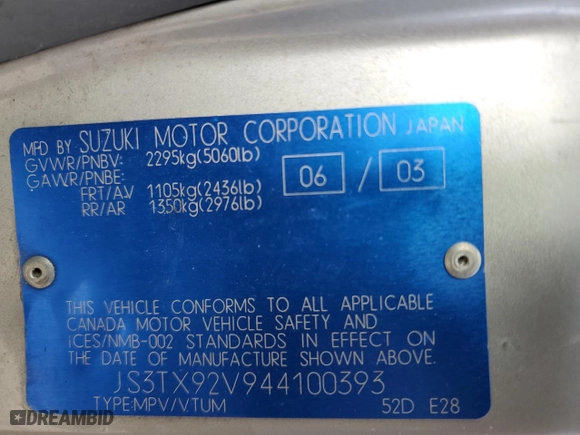 MFD BY SUZUKI MOTOR CORPORATION JAPAN
GVWR/PNBV: 2295kg(5060lb)
GAWR/PNBE:
FRT/AV 1105kg(2436lb)
RR/AR 1350kg(2976lb)
06 / 03
THIS VEHICLE CONFORMS TO ALL APPLICABLE
CANADA MOTOR VEHICLE SAFETY AND
ICES/NMB-002 STANDARDS IN EFFECT ON
THE DATE OF MANUFACTURE SHOWN ABOVE.
JS3TX92V944100393
TYPE:MPV/V.TUM 52D E28
DREAMBID